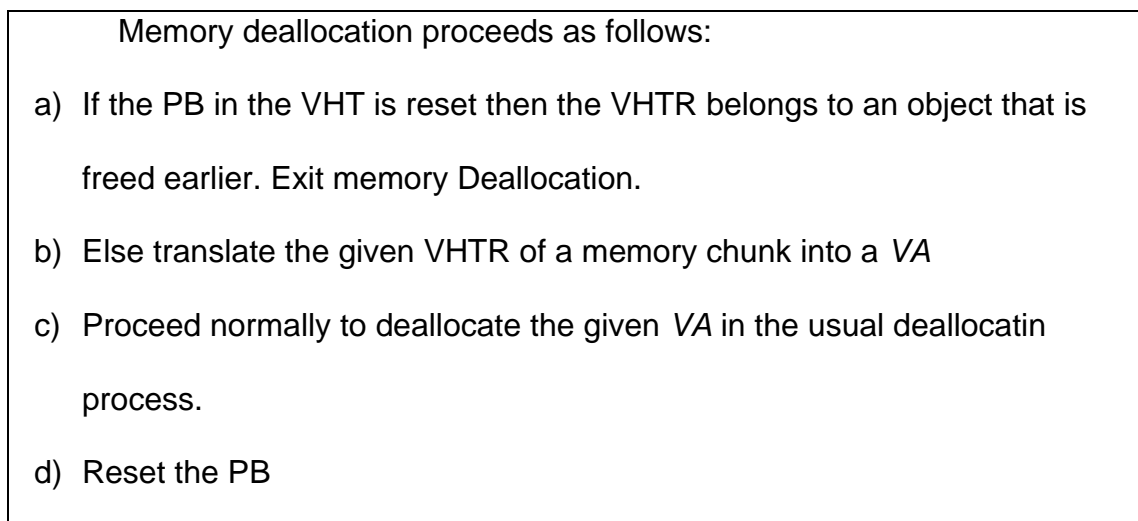 Memory deallocation proceeds as follows:
a) If the PB in the VHT is reset then the VHTR belongs to an object that is
freed earlier. Exit memory Deallocation.
b) Else translate the given VHTR of a memory chunk into a VA
c) Proceed normally to deallocate the given VA in the usual deallocatin
process.
d) Reset the PB